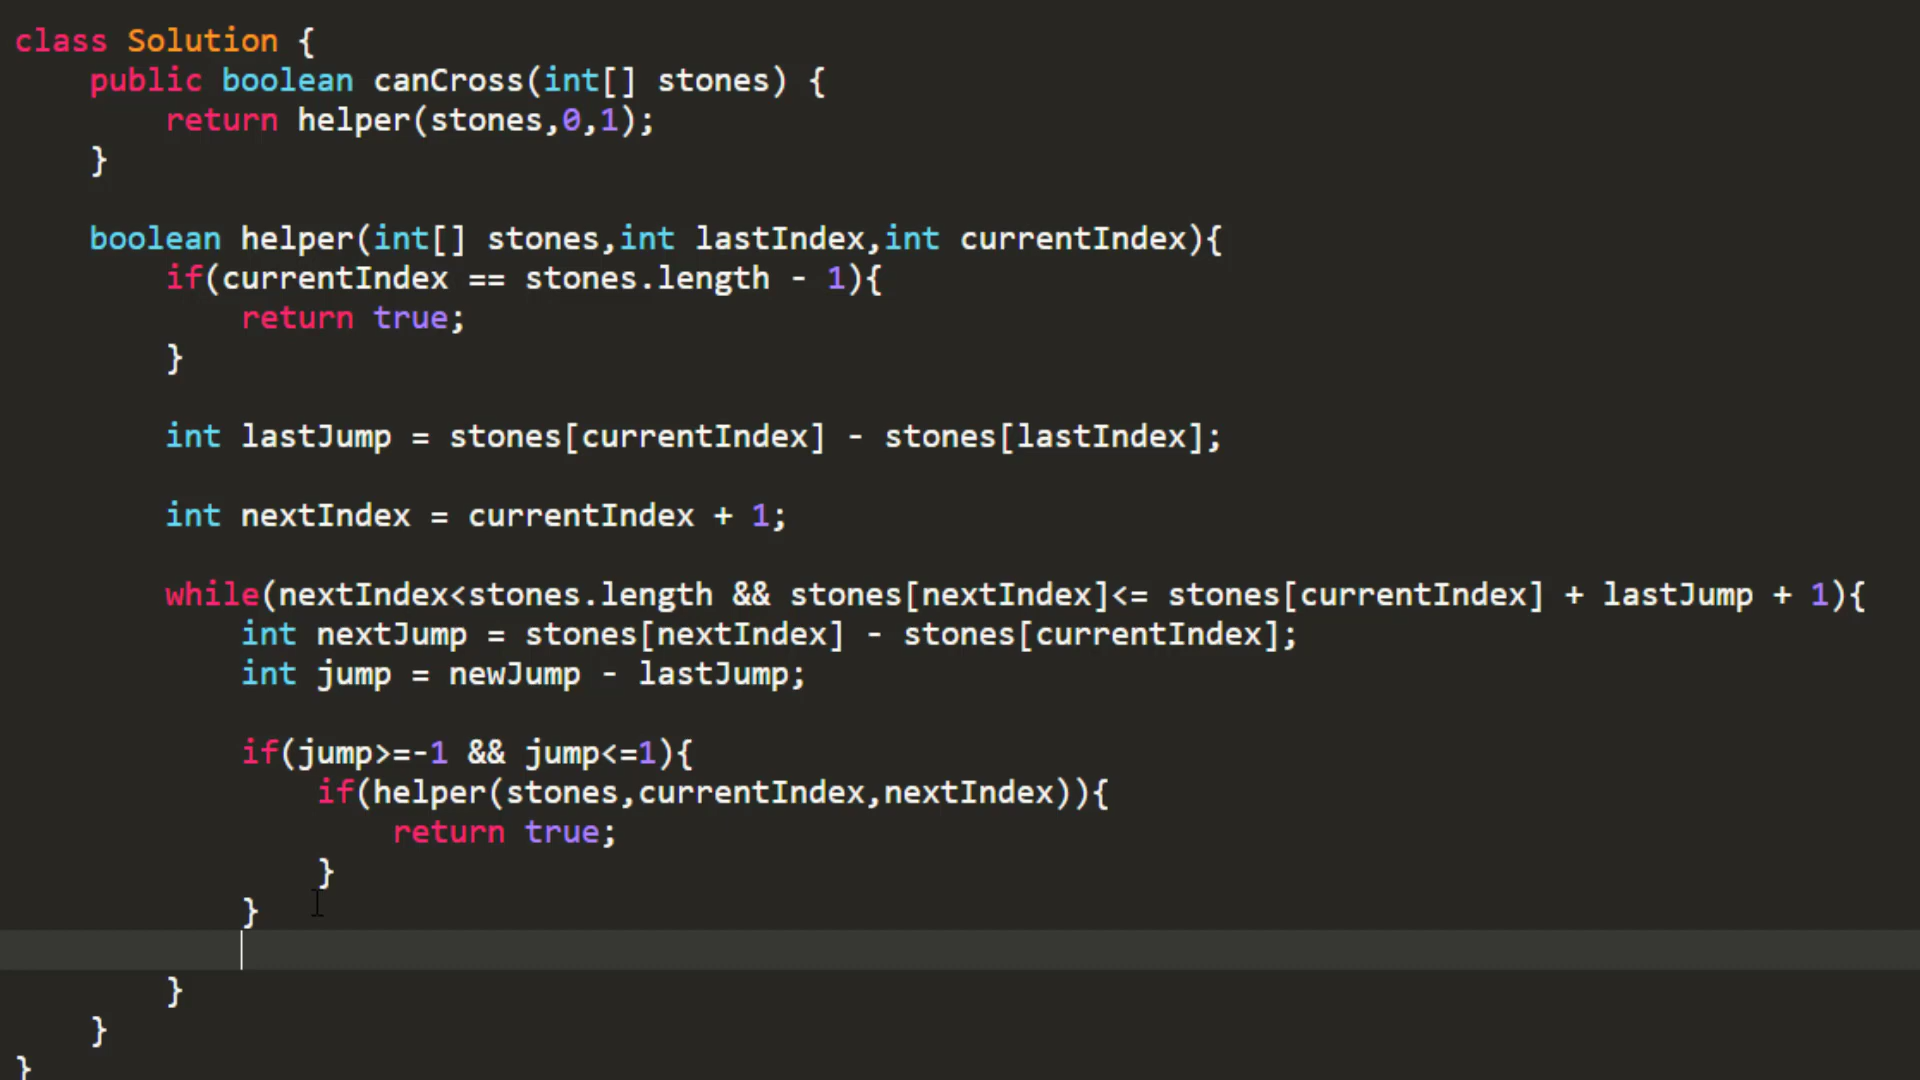 class Solution {
public boolean canCross(int[] stones) {
return helper(stones,0,1);
}
boolean helper(int[] stones,int lastIndex,int currentIndex){
if(currentIndex == stones.length - 1){
return true;
}
int lastJump = stones[currentIndex] - stones[lastIndex];
int nextIndex = currentIndex + 1;
while(nextIndex<stones.length && stones[nextIndex]<= stones[currentIndex] + lastJump + 1){
int nextJump = stones[nextIndex] - stones[currentIndex];
int jump = newJump - lastJump;
if(jump>=-1 && jump<=1){
if(helper(stones,currentIndex,nextIndex)){
return true;
}
}
}
}
}